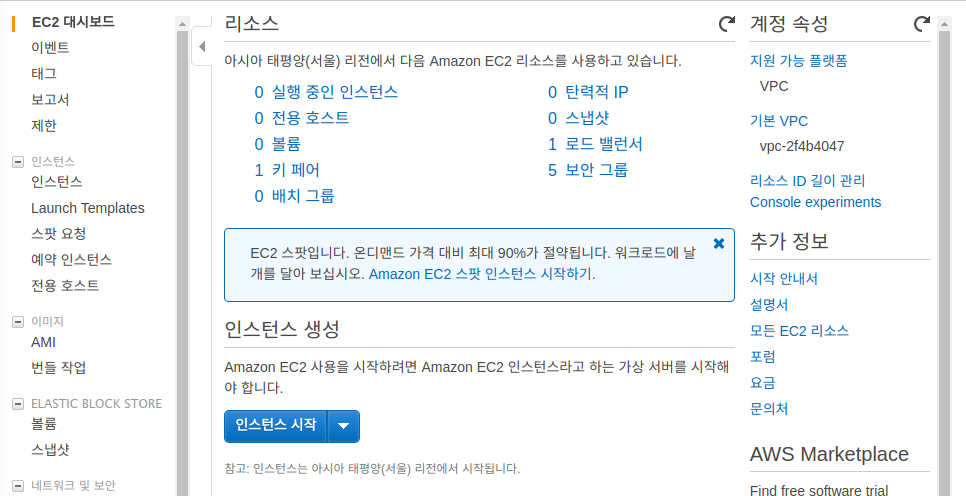 EC2 대시보드
이벤트
태그
보고서
제한
인스턴스
인스턴스
Launch Templates
스팟 요청
예약 인스턴스
전용 호스트
이미지
AMI
번들 작업
ELASTIC BLOCK STORE
볼륨
스냅샷
네트워크 및 보안
리소스
아시아 태평양(서울) 리전에서 다음 Amazon EC2 리소스를 사용하고 있습니다.
0 실행 중인 인스턴스
0 전용 호스트
0 볼륨
1 키 페어
0 배치 그룹
0 탄력적 IP
0 스냅샷
1 로드 밸런서
5 보안 그룹
EC2 스팟입니다. 온디맨드 가격 대비 최대 90%가 절약됩니다. 워크로드에 날
개를 달아 보십시오. Amazon EC2 스팟 인스턴스 시작하기.
인스턴스 생성
Amazon EC2 사용을 시작하려면 Amazon EC2 인스턴스라고 하는 가상 서버를 시작해
야 합니다.
인스턴스 시작
참고: 인스턴스는 아시아 태평양(서울) 리전에서 시작됩니다.
계정 속성
지원 가능 플랫폼
VPC
기본 VPC
vpc-2f4b4047
리소스 ID 길이 관리
Console experiments
추가 정보
시작 안내서
설명서
모든 EC2 리소스
포럼
요금
문의처
AWS Marketplace
Find free software trial